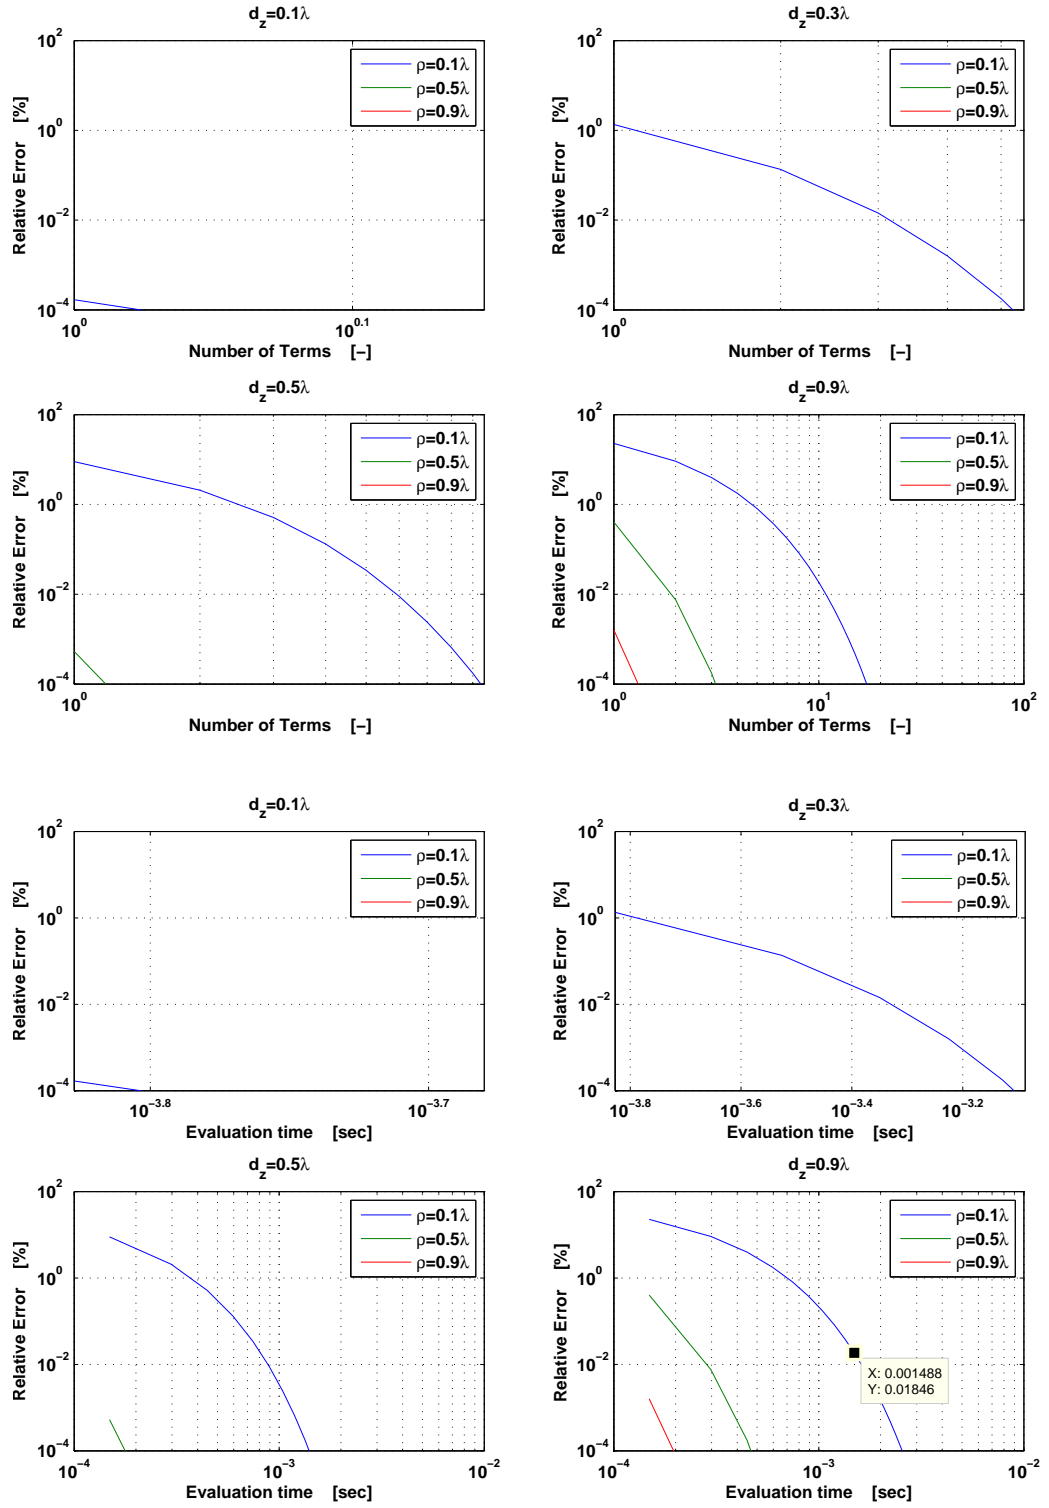 d_z=0.1λ
10^2
10^0
10^−2
10^−4
Relative Error [%]
ρ=0.1λ
ρ=0.5λ
ρ=0.9λ
10^0
10^0.1
Number of Terms [−]
d_z=0.3λ
10^2
10^0
10^−2
10^−4
Relative Error [%]
ρ=0.1λ
ρ=0.5λ
ρ=0.9λ
10^0
Number of Terms [−]
d_z=0.5λ
10^2
10^0
10^−2
10^−4
Relative Error [%]
ρ=0.1λ
ρ=0.5λ
ρ=0.9λ
10^0
Number of Terms [−]
d_z=0.9λ
10^2
10^0
10^−2
10^−4
Relative Error [%]
ρ=0.1λ
ρ=0.5λ
ρ=0.9λ
10^0
10^1
10^2
Number of Terms [−]
d_z=0.1λ
10^2
10^0
10^−2
10^−4
Relative Error [%]
ρ=0.1λ
ρ=0.5λ
ρ=0.9λ
10^−3.8
10^−3.7
Evaluation time [sec]
d_z=0.3λ
10^2
10^0
10^−2
10^−4
Relative Error [%]
ρ=0.1λ
ρ=0.5λ
ρ=0.9λ
10^−3.8
10^−3.6
10^−3.4
10^−3.2
Evaluation time [sec]
d_z=0.5λ
10^2
10^0
10^−2
10^−4
Relative Error [%]
ρ=0.1λ
ρ=0.5λ
ρ=0.9λ
10^−4
10^−3
10^−2
Evaluation time [sec]
d_z=0.9λ
10^2
10^0
10^−2
10^−4
Relative Error [%]
ρ=0.1λ
ρ=0.5λ
ρ=0.9λ
X: 0.001488
Y: 0.01846
10^−4
10^−3
10^−2
Evaluation time [sec]